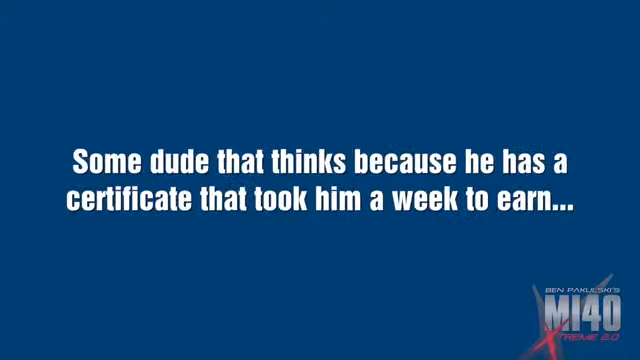 Some dude that thinks because he has a
certificate that took him a week to earn...
BEN PAKULSKI'S
MI40
XTREME 2.0